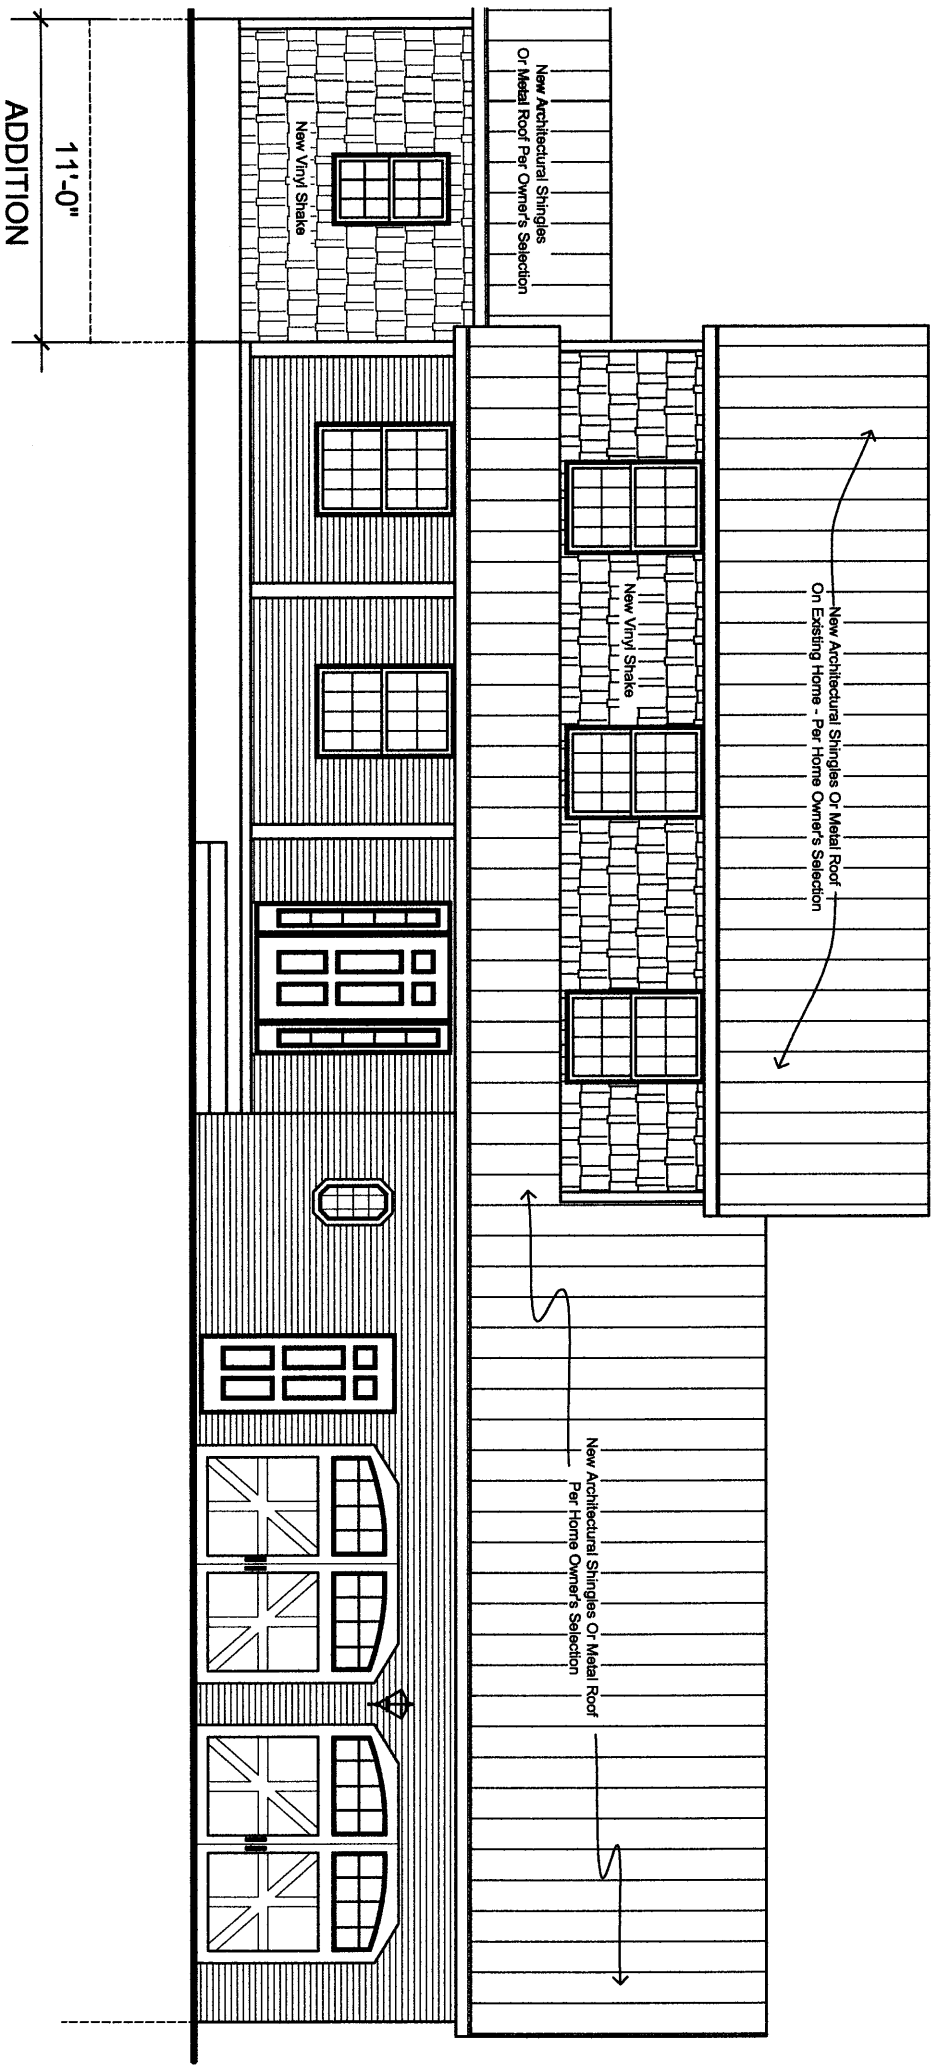 New Architectural Shingles Or Metal Roof
On Existing Home - Per Home Owner's Selection
New Architectural Shingles
Or Metal Roof Per Owner's Selection
New Vinyl Shake
New Architectural Shingles Or Metal Roof
Per Home Owner's Selection
New Vinyl Shake
11'-0"
ADDITION